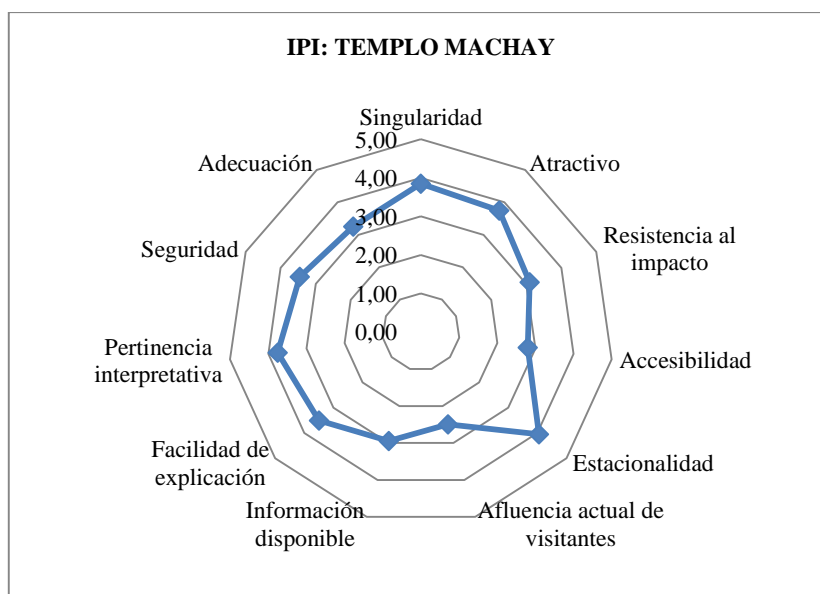 IPI: TEMPLO MACHAY
Singularidad
5,00
4,00
3,00
2,00
1,00
0,00
Atractivo
Resistencia al
impacto
Accesibilidad
Estacionalidad
Afluencia actual de
visitantes
Información
disponible
Facilidad de
explicación
Pertinencia
interpretativa
Seguridad
Adecuación